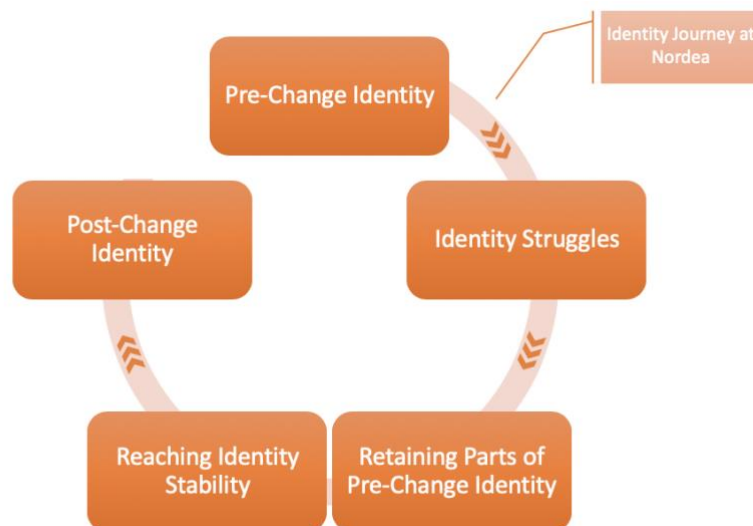 Identity Journey at
Nordea
Pre-Change Identity
Identity Struggles
Retaining Parts of
Pre-Change Identity
Reaching Identity
Stability
Post-Change
Identity